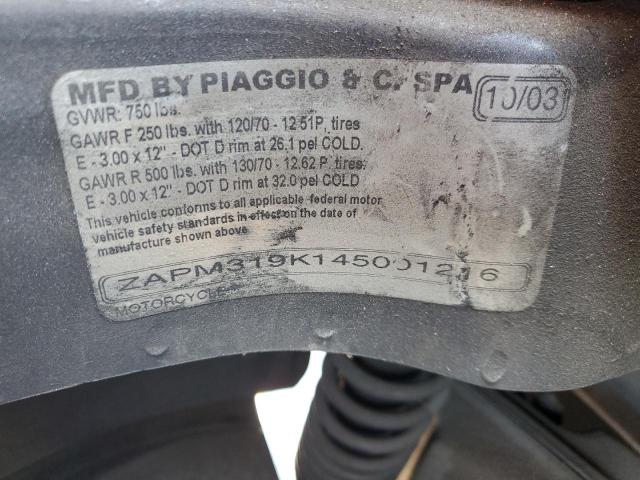 MFD BY PIAGGIO & C. SPA 10/03
GVWR: 750 lbs.
GAWR F 250 lbs. with 120/70 - 12 51P, tires
E - 3.00 x 12" - DOT D rim at 26.1 pel COLD.
GAWR R 500 lbs. with 130/70 - 12.62 P, tires.
E - 3.00 x 12" - DOT D rim at 32.0 pel COLD
This vehicle conforms to all applicable federal motor
vehicle safety standards in effect on the date of
manufacture shown above
MOTORCYCLE